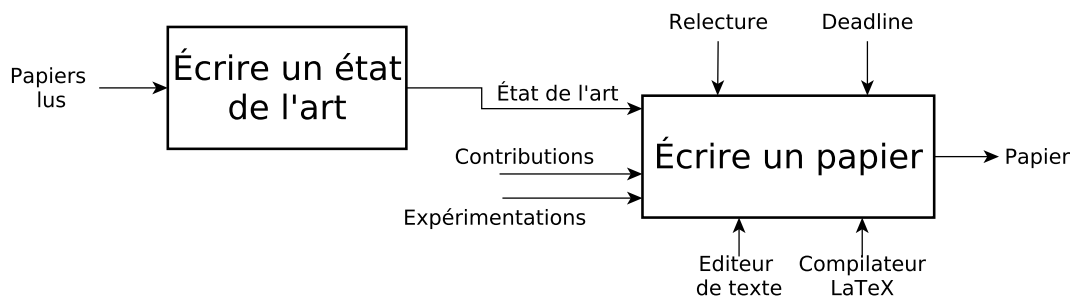 Papiers
lus
Écrire un état
de l'art
État de l'art
Contributions
Expérimentations
Relecture
Deadline
Écrire un papier
Editeur
de texte
Compilateur
LaTeX
Papier